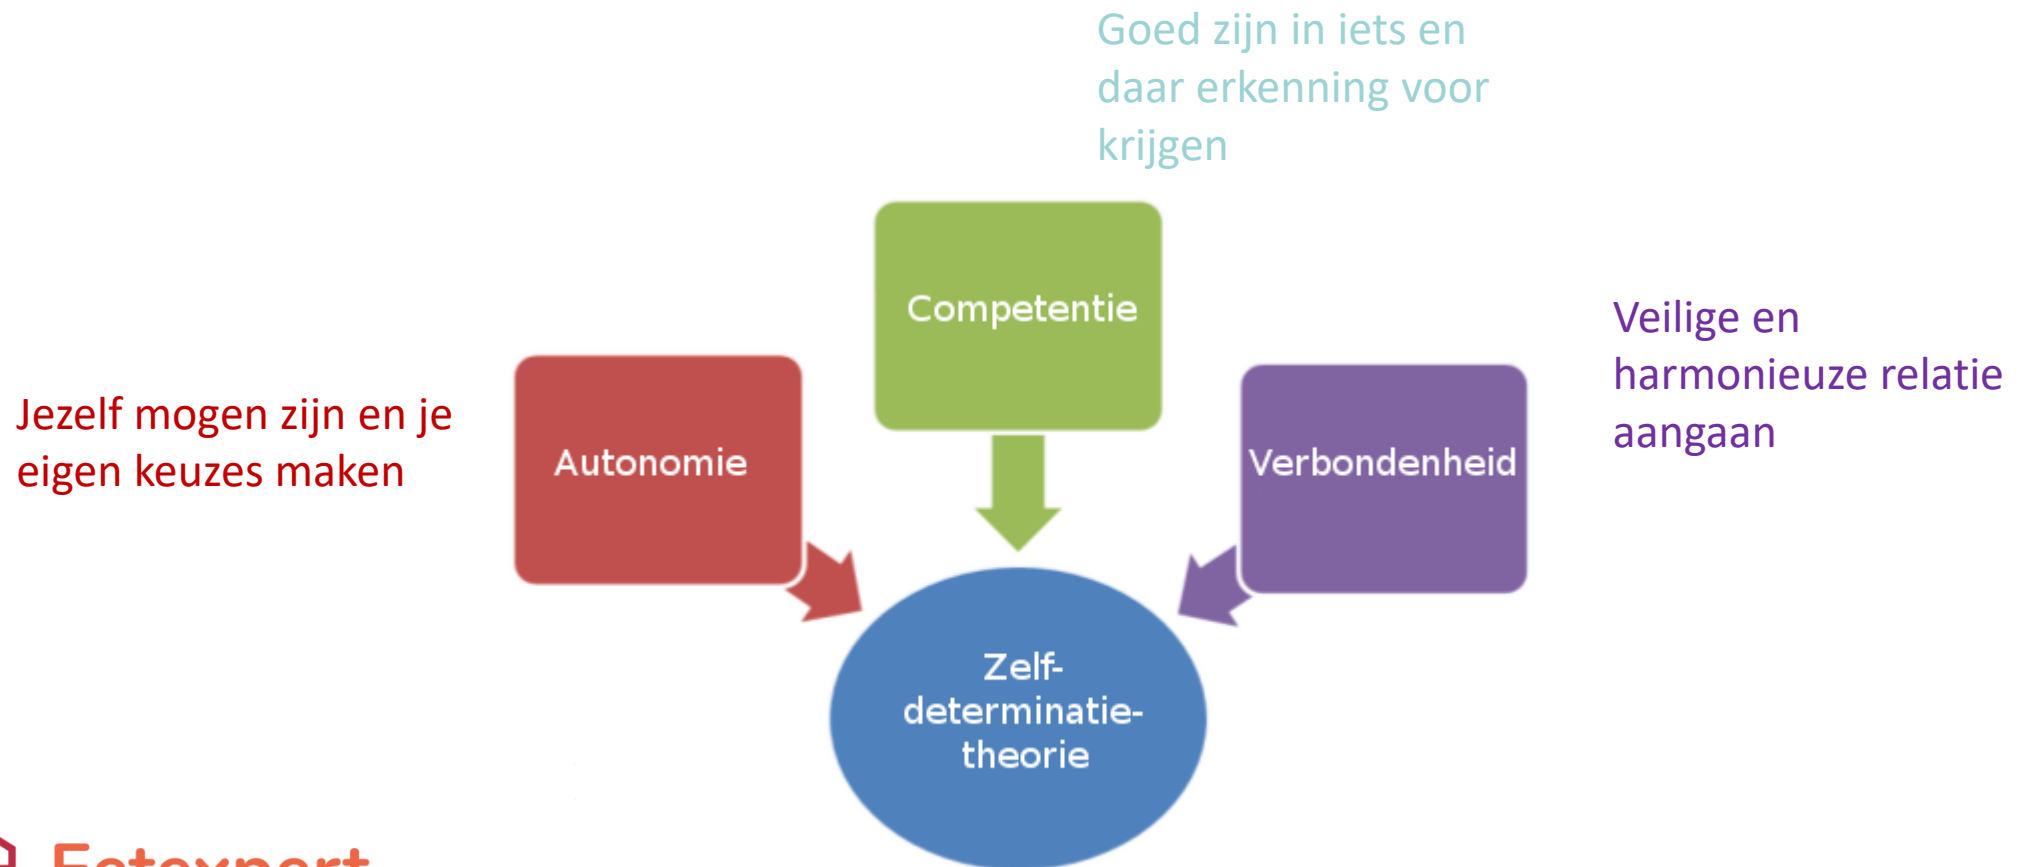 Goed zijn in iets en
daar erkenning voor
krijgen
Competentie
Veilige en
harmonieuze relatie
aangaan
Jezelf mogen zijn en je
eigen keuzes maken
Autonomie
Verbondenheid
Zelf-
determinatie-
theorie